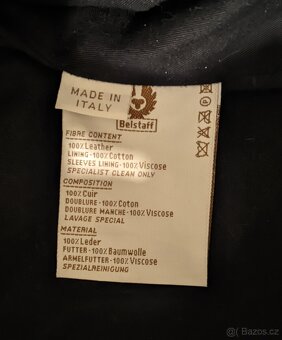 MADE IN
ITALY
Belstaff
FIBRE CONTENT
100% Leather
LINING·100% Cotton
SLEEVES LINING·100% Viscose
SPECIALIST CLEAN ONLY
COMPOSITION
100% Cuir
DOUBLURE·100% Coton
DOUBLURE MANCHE·100% Viscose
LAVAGE SPECIAL
MATERIAL
100% Leder
FUTTER·100% Baumwolle
ARMELFUTTER·100% Viscose
SPEZIALREINIGUNG
Bazos.cz